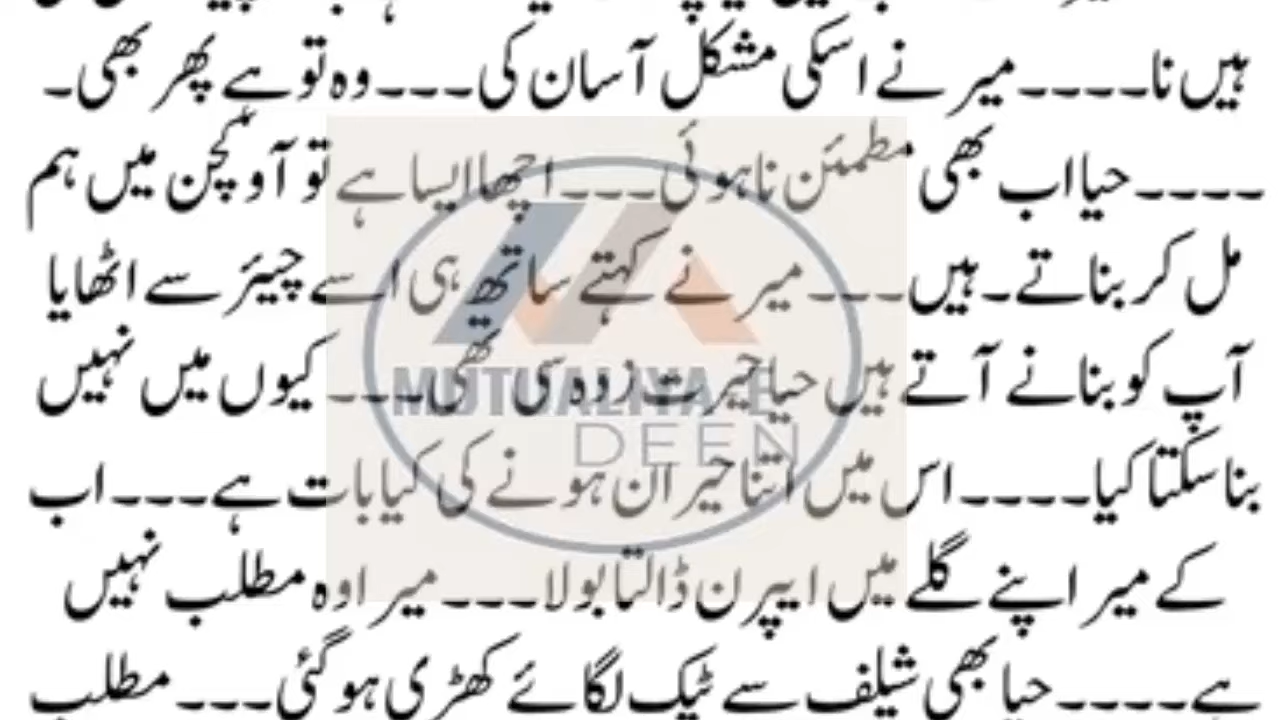 ہیں نا۔۔۔۔میر نے اسکی مشکل آسان کی۔۔۔وہ تو ہے پھر بھی۔
۔۔۔۔حیا اب بھی مطمئن نا ہوئی۔۔۔اچھا ایسا ہے تو آو کچن میں ہم
مل کر بناتے۔ہیں۔۔۔میر نے کہتے ساتھ ہی اسے چیئر سے اٹھایا
آپ کو بنانے آتے ہیں حیا حیرت زدہ سی تھی۔۔۔۔کیوں میں نہیں
بنا سکتا کیا۔۔۔۔اس میں اتنا حیران ہونے کی کیا بات ہے۔۔۔اب
کے میر اپنے گلے میں ایپرن ڈالتا بولا۔۔۔میرا وہ مطلب نہیں
ہے۔۔۔۔حیا بھی شیلف سے ٹیک لگائے کھڑی ہو گئی۔۔۔مطلب
MUTUALIYA E
DEEN